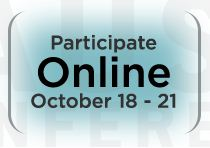 Participate
Online
October 18 - 21